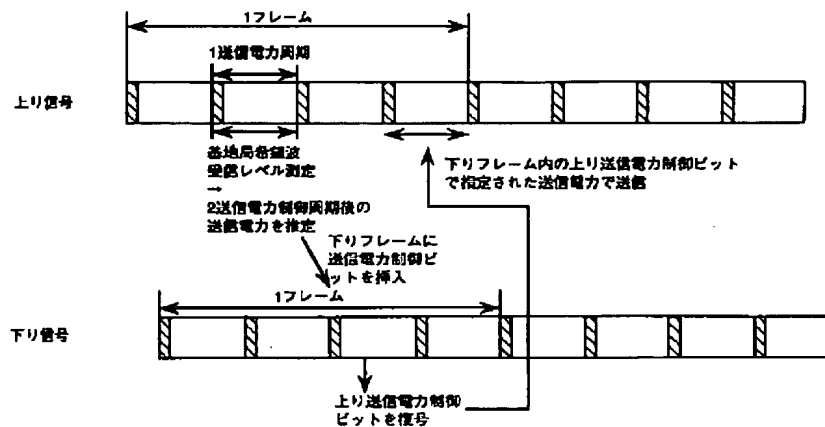 1フレーム
1送信電力周期
上り信号
基地局希望波
受信レベル測定
→
2送信電力制御周期後の
送信電力を推定
下りフレーム内の上り送信電力制御ビット
で指定された送信電力で送信
下りフレームに
送信電力制御ビ
ットを挿入
1フレーム
下り信号
上り送信電力制御
ビットを復号